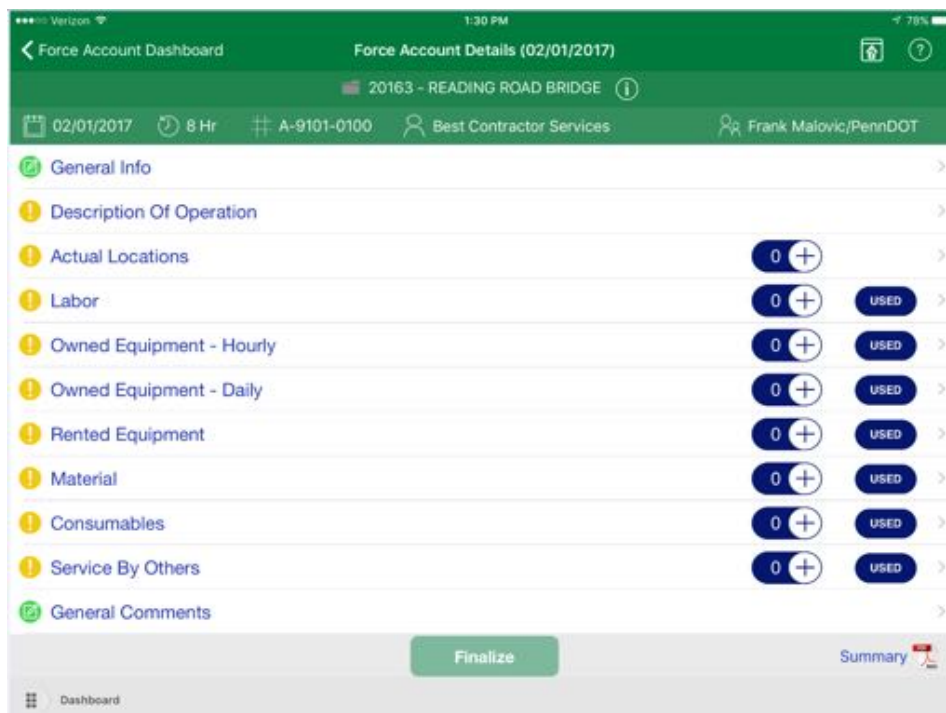 Verizon 1:30 PM 78%
Force Account Dashboard Force Account Details (02/01/2017) ?
20163 - READING ROAD BRIDGE i
02/01/2017 8 Hr # A-9101-0100 Best Contractor Services Frank Malovic/PennDOT
General Info
! Description Of Operation
! Actual Locations 0 +
! Labor 0 + USED
! Owned Equipment - Hourly 0 + USED
! Owned Equipment - Daily 0 + USED
! Rented Equipment 0 + USED
! Material 0 + USED
! Consumables 0 + USED
! Service By Others 0 + USED
General Comments
Finalize Summary
Dashboard